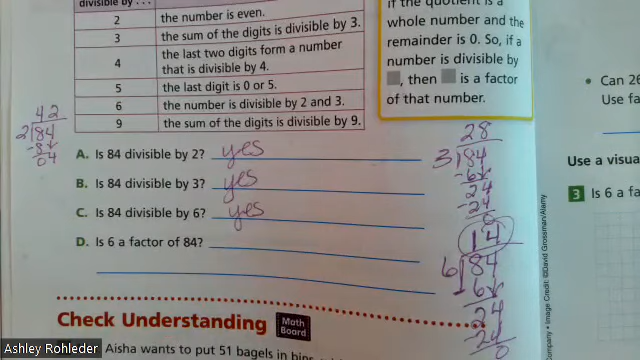 divisible by . . .
2 the number is even.
3 the sum of the digits is divisible by 3.
4 the last two digits form a number
that is divisible by 4.
5 the last digit is 0 or 5.
6 the number is divisible by 2 and 3.
9 the sum of the digits is divisible by 9.
if the quotient is a
whole number and the
remainder is 0. So, if a
number is divisible by
, then is a factor
of that number.
42
2 84
-8
04
A. Is 84 divisible by 2? yes
B. Is 84 divisible by 3? yes
C. Is 84 divisible by 6? yes
D. Is 6 a factor of 84?
28
3 84
-6
24
-24
0
14
6 84
-6
24
-24
0
• Can 26
Use fa
Use a visua
3 Is 6 a fa
Company • Image Credit: ©David Grossman/Alamy
Check Understanding
Math
Board
Aisha wants to put 51 bagels in bins
Ashley Rohleder